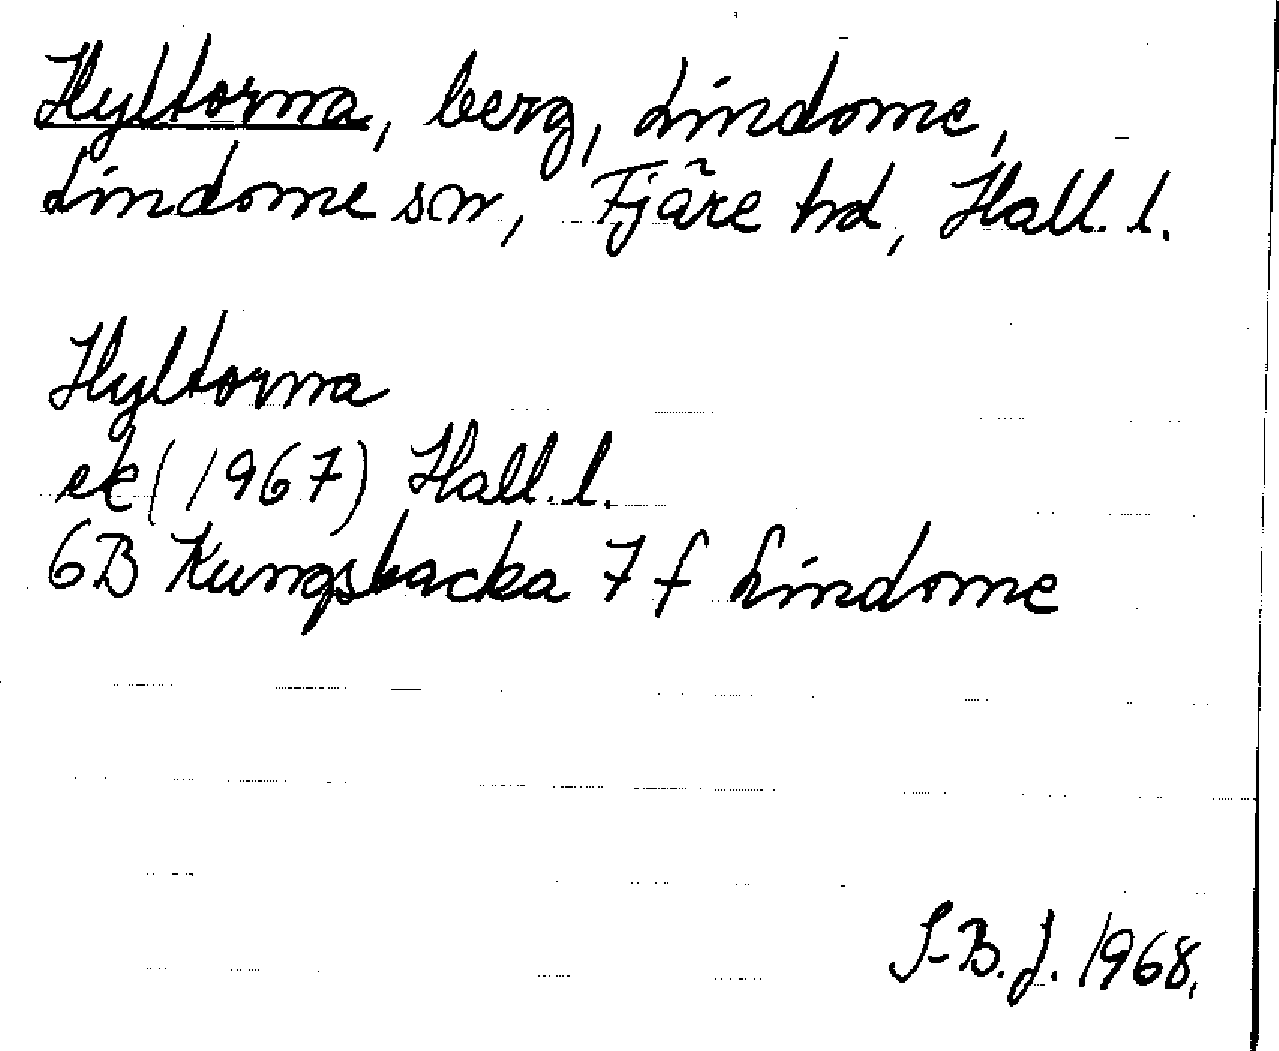 Hyltorna, berg, Lindome,
Lindome sn, Fjäre hd, Hall. l.
Hyltorna
ek (1967) Hall. l.
6B Kungsbacka 7 f Lindome
S-B. J. 1968.